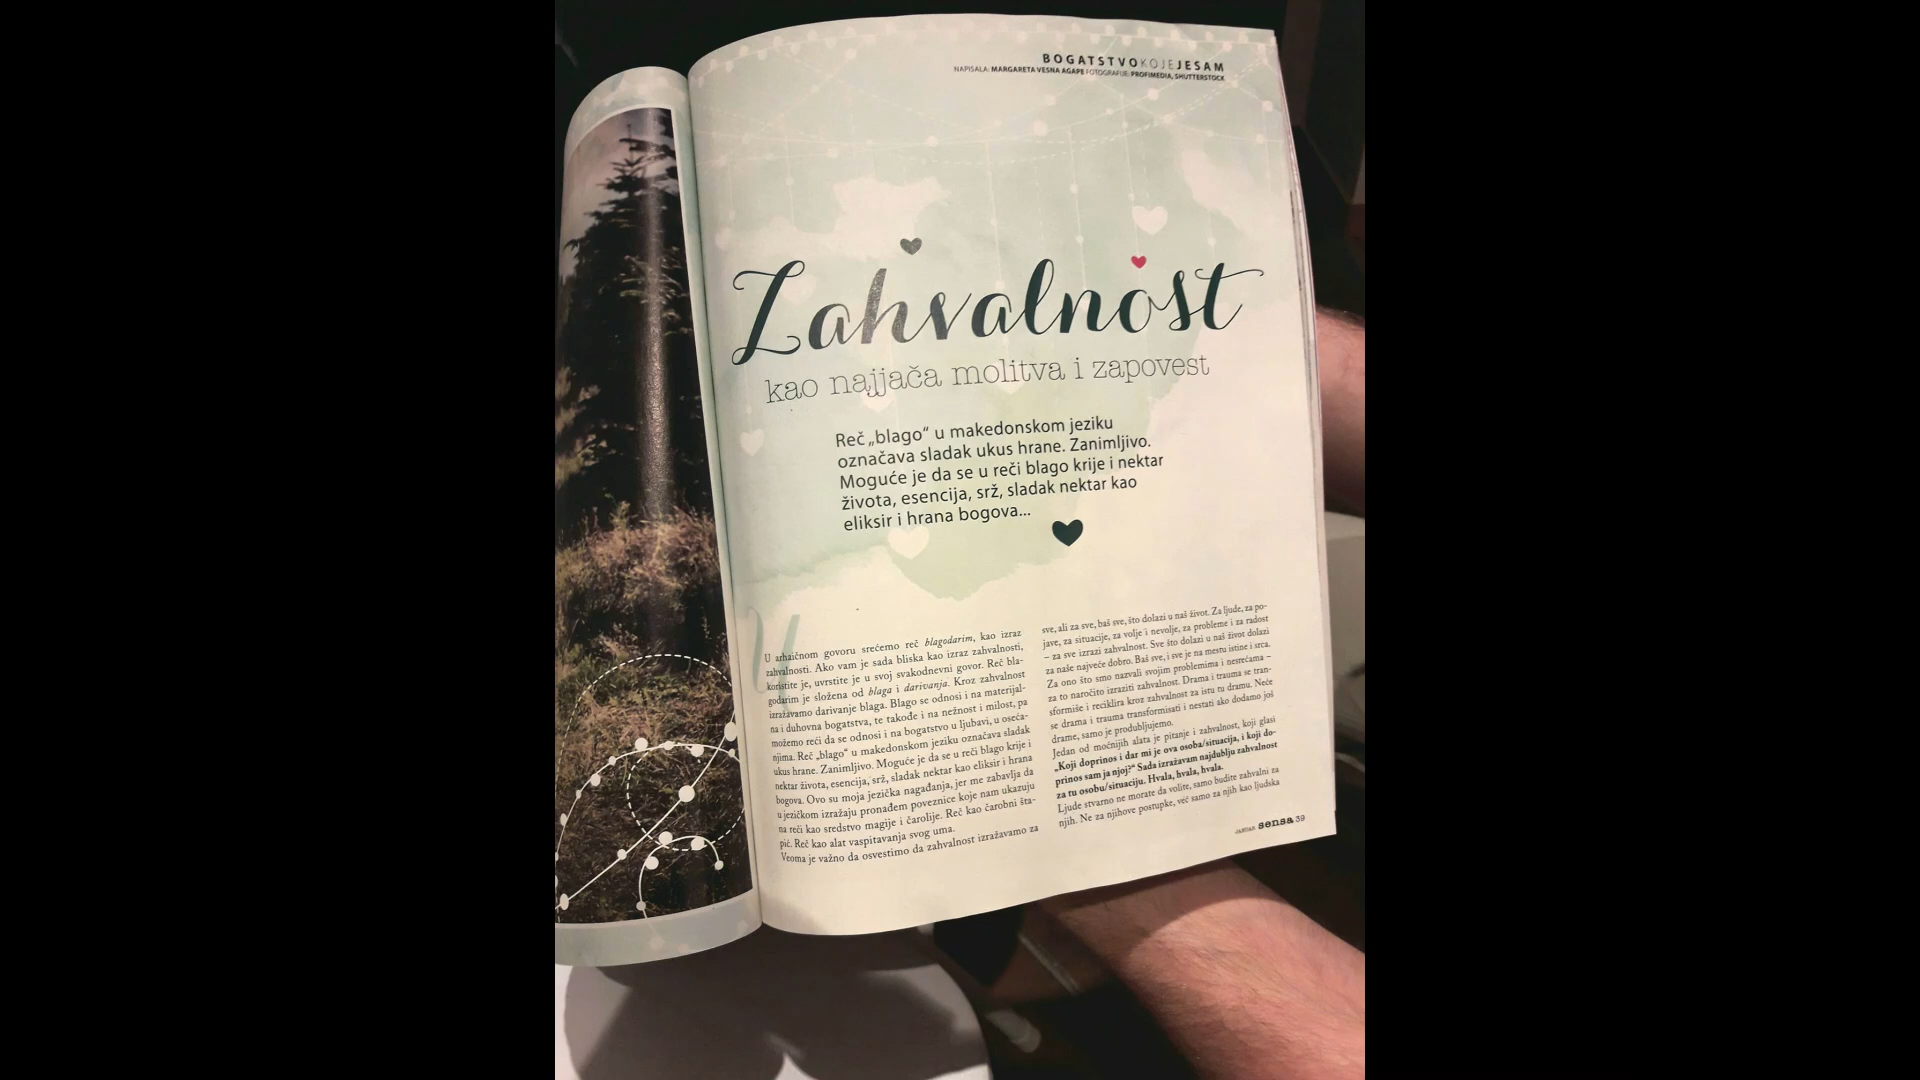 BOGATSTVOKOJEJESAM
NAPISALA: MARGARETA VESNA AGAPE FOTOGRAFIJE: PROFIMEDIA, SHUTTERSTOCK
Zahvalnost
kao najjača molitva i zapovest
Reč „blago“ u makedonskom jeziku
označava sladak ukus hrane. Zanimljivo.
Moguće je da se u reči blago krije i nektar
života, esencija, srž, sladak nektar kao
eliksir i hrana bogova...
U arhaičnom govoru srećemo reč blagodarim, kao izraz
zahvalnosti. Ako vam je sada bliska kao izraz zahvalnosti,
koristite je, uvrstite je u svoj svakodnevni govor. Reč bla-
godarim je složena od blaga i darivanja. Kroz zahvalnost
izražavamo darivanje blaga. Blago se odnosi i na materijal-
na i duhovna bogatstva, te takođe i na nežnost i milost, pa
možemo reći da se odnosi i na bogatstvo u ljubavi, u oseća-
njima. Reč „blago“ u makedonskom jeziku označava sladak
ukus hrane. Zanimljivo. Moguće je da se u reči blago krije i
nektar života, esencija, srž, sladak nektar kao eliksir i hrana
bogova. Ovo su moja jezička nagađanja, jer me zabavlja da
u jezičkom izražaju pronađem poveznice koje nam ukazuju
na reči kao sredstvo magije i čarolije. Reč kao čarobni šta-
pić. Reč kao alat vaspitavanja svog uma.
Veoma je važno da osvestimo da zahvalnost izražavamo za
sve, ali za sve, baš sve, što dolazi u naš život. Za ljude, za po-
jave, za situacije, za volje i nevolje, za probleme i za radost
– za sve izrazi zahvalnost. Sve što dolazi u naš život dolazi
za naše najveće dobro. Baš sve, i sve je na mestu istine i srca.
Za ono što smo nazvali svojim problemima i nesrećama –
za to naročito izraziti zahvalnost. Drama i trauma se tran-
sformiše i reciklira kroz zahvalnost za istu tu dramu. Neće
se drama i trauma transformisati i nestati ako dodamo još
drame, samo je produbljujemo.
Jedan od moćnijih alata je pitanje i zahvalnost, koji glasi
„Koji doprinos i dar mi je ova osoba/situacija, i koji do-
prinos sam ja njoj?“ Sada izražavam najdublju zahvalnost
za tu osobu/situaciju. Hvala, hvala, hvala.
Ljude stvarno ne morate da volite, samo budite zahvalni za
njih. Ne za njihove postupke, već samo za njih kao ljudska
JANUAR sensa 39